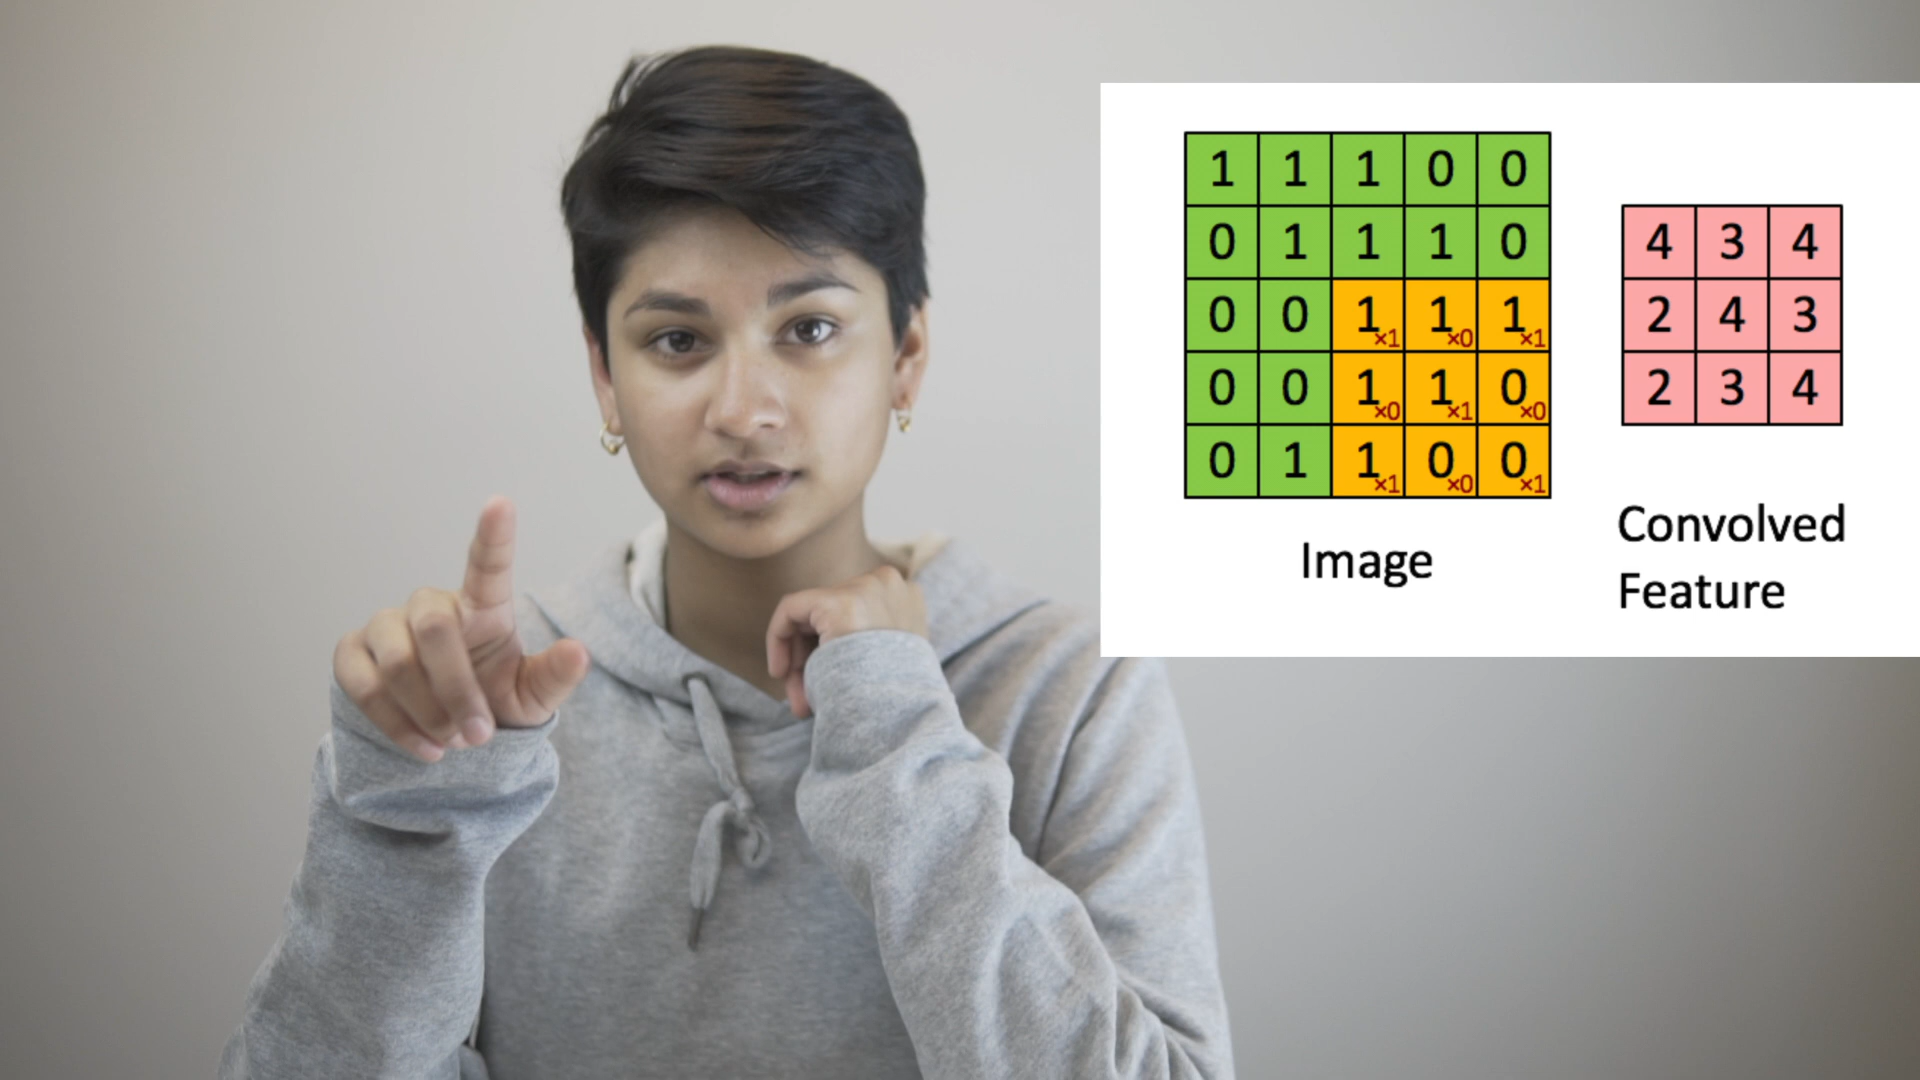 1 1 1 0 0
0 1 1 1 0
0 0 1×1 1×0 1×1
0 0 1×0 1×1 0×0
0 1 1×1 0×0 0×1
Image
4 3 4
2 4 3
2 3 4
Convolved
Feature